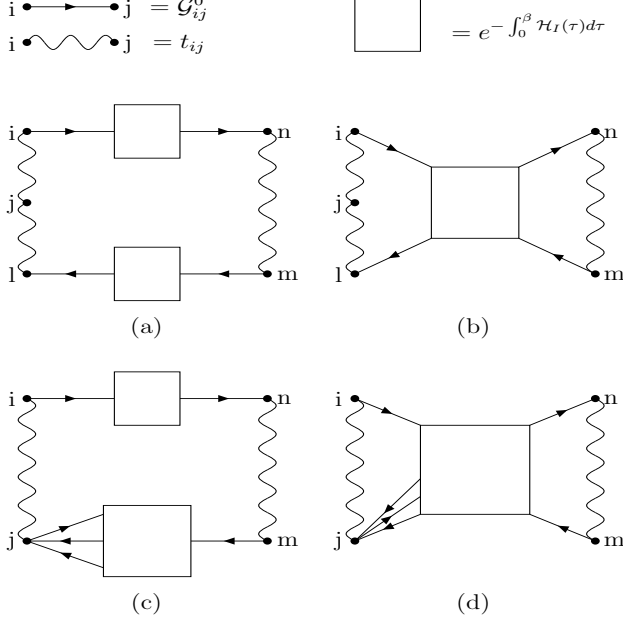 i j = 𝒢⁰ᵢⱼ
i j = tᵢⱼ
= e^{-∫₀^β ℋ_I(τ)dτ}
i n i n
j j
l m l m
(a) (b)
i n i n
j m j m
(c) (d)